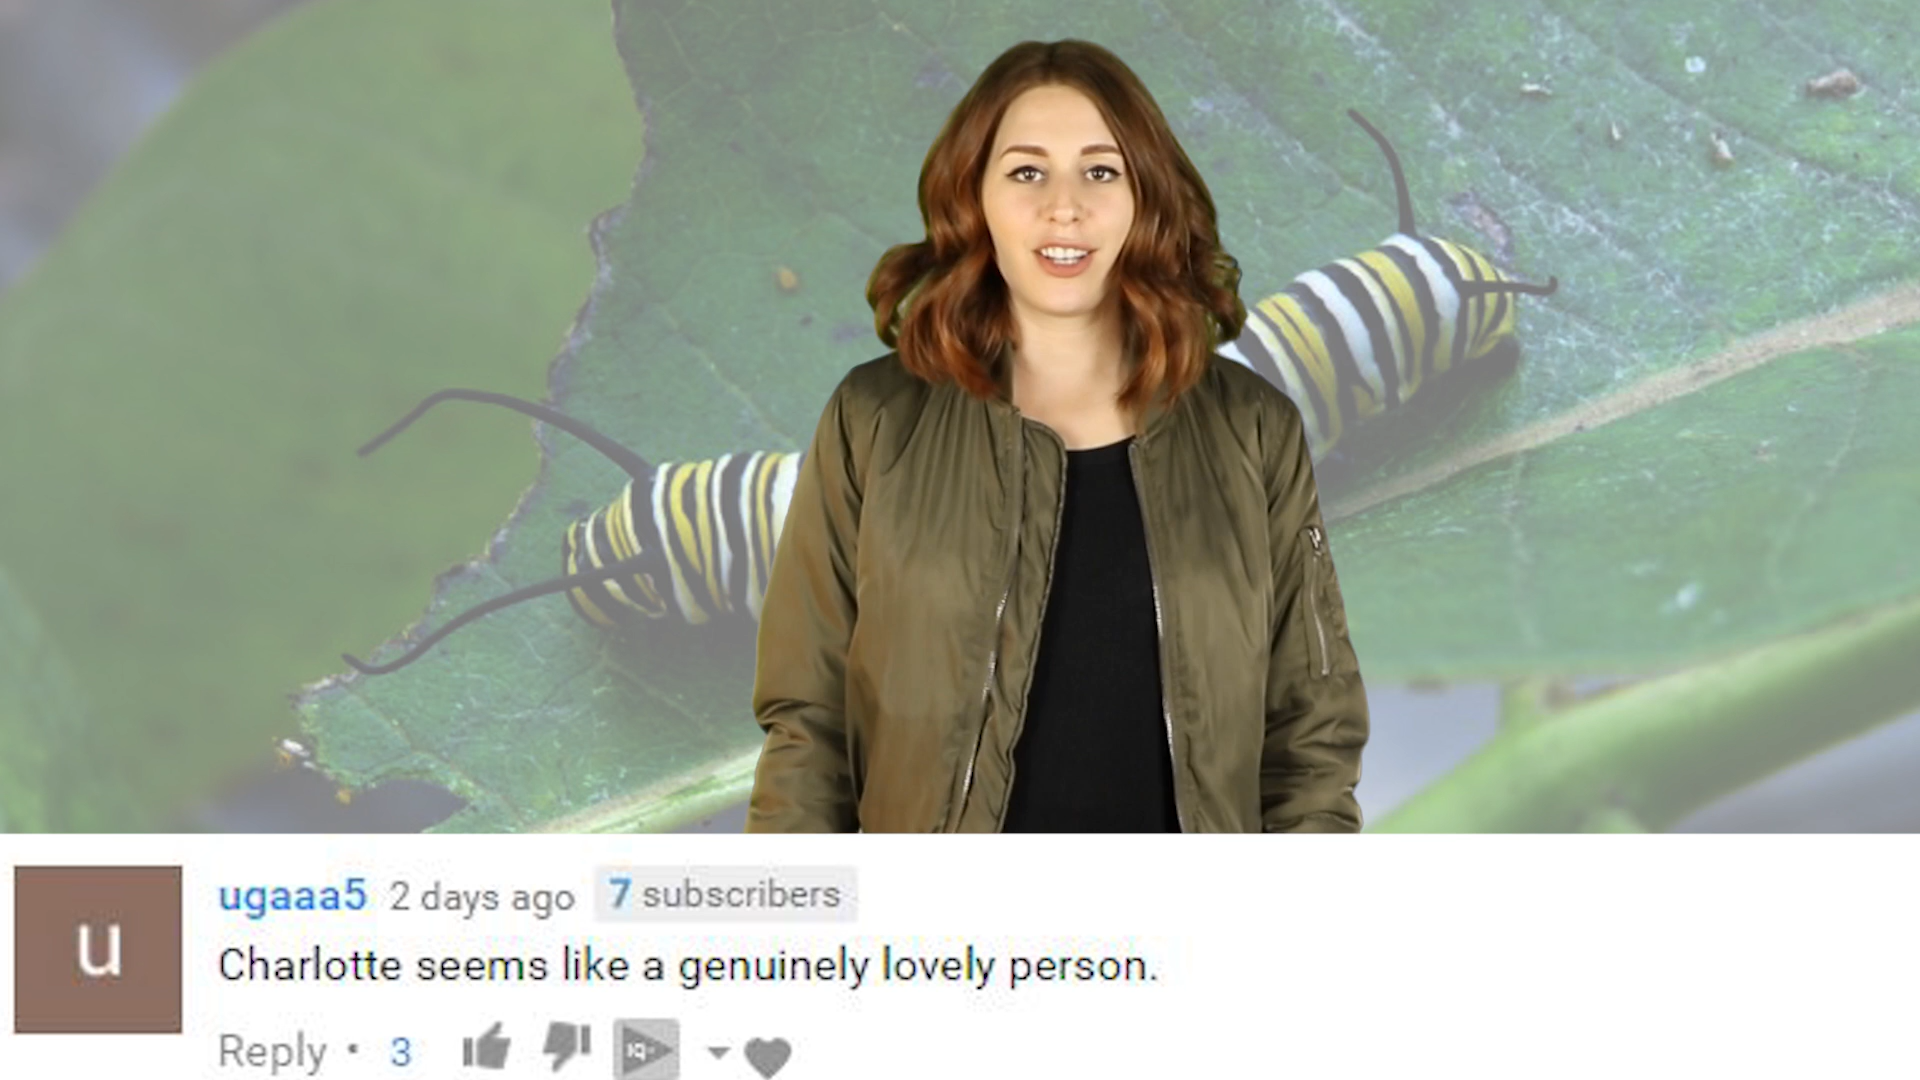 u
ugaaa5 2 days ago 7 subscribers
Charlotte seems like a genuinely lovely person.
Reply • 3